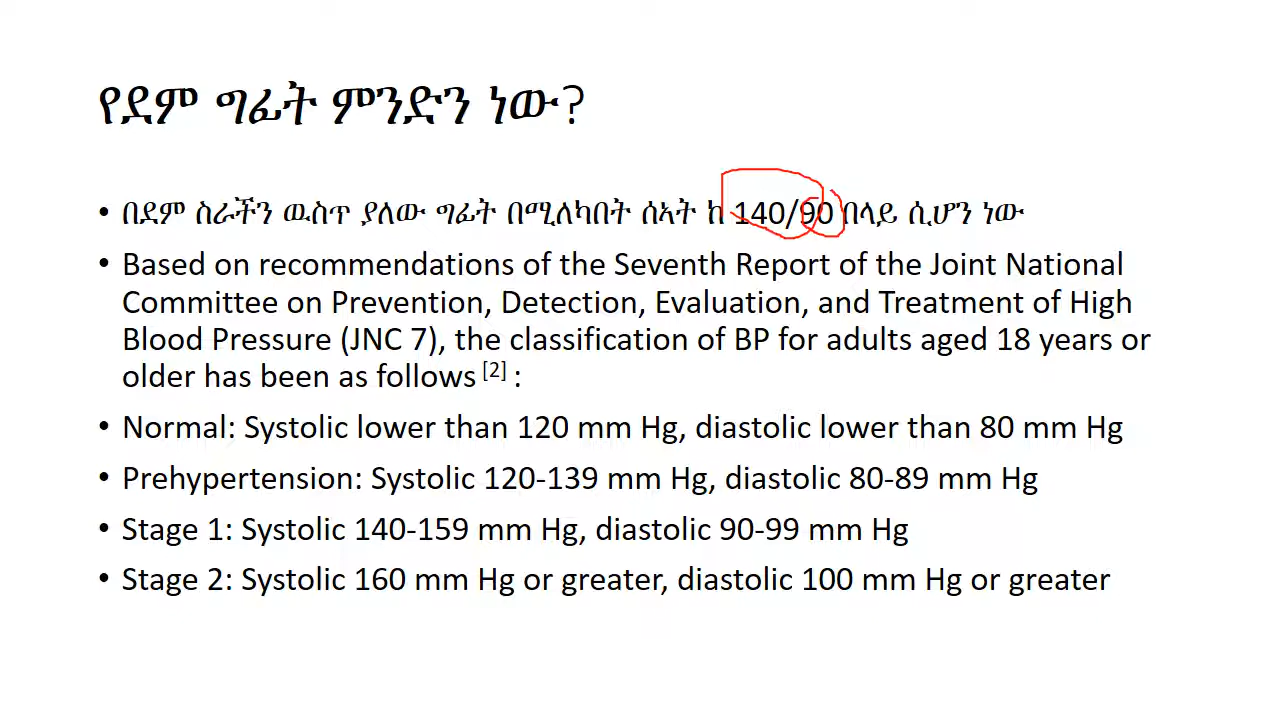 የደም ግፊት ምንድን ነው?
• በደም ስራችን ዉስጥ ያለው ግፊት በሚለካበት ሰኣት ከ 140/90 በላይ ሲሆን ነው
• Based on recommendations of the Seventh Report of the Joint National
Committee on Prevention, Detection, Evaluation, and Treatment of High
Blood Pressure (JNC 7), the classification of BP for adults aged 18 years or
older has been as follows [2] :
• Normal: Systolic lower than 120 mm Hg, diastolic lower than 80 mm Hg
• Prehypertension: Systolic 120-139 mm Hg, diastolic 80-89 mm Hg
• Stage 1: Systolic 140-159 mm Hg, diastolic 90-99 mm Hg
• Stage 2: Systolic 160 mm Hg or greater, diastolic 100 mm Hg or greater